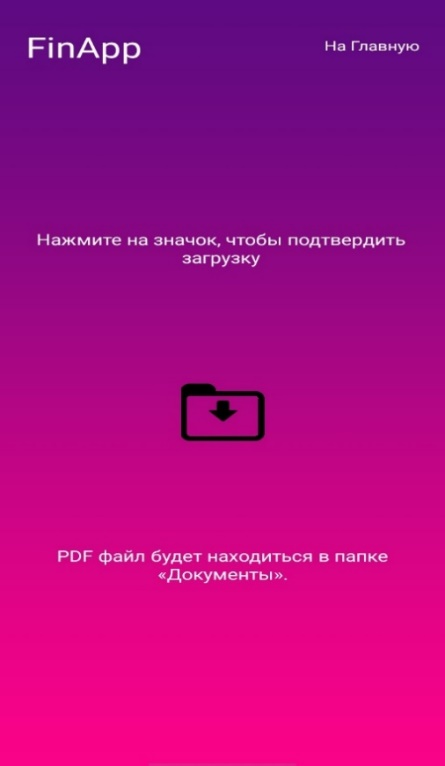 FinApp
На Главную
Нажмите на значок, чтобы подтвердить
загрузку
PDF файл будет находиться в папке
«Документы».